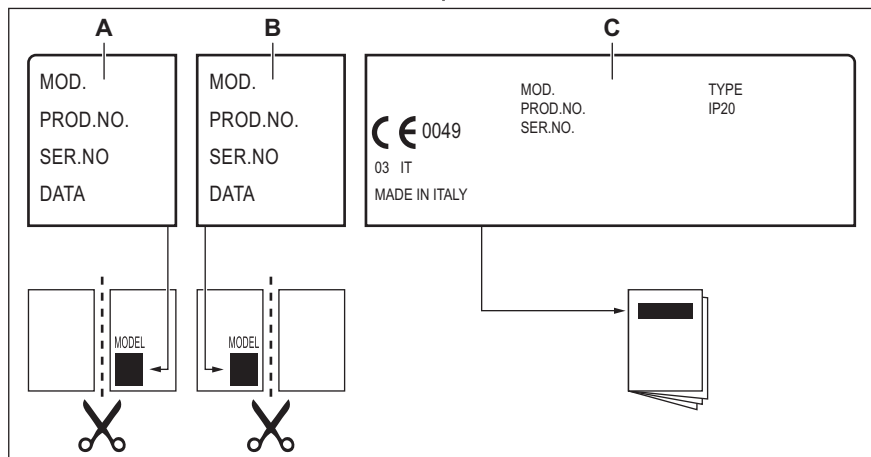 A
B
C
MOD.
PROD.NO.
SER.NO
DATA
MOD.
PROD.NO.
SER.NO
DATA
MOD.
PROD.NO.
SER.NO.
TYPE
IP20
CE 0049
03 IT
MADE IN ITALY
MODEL
MODEL